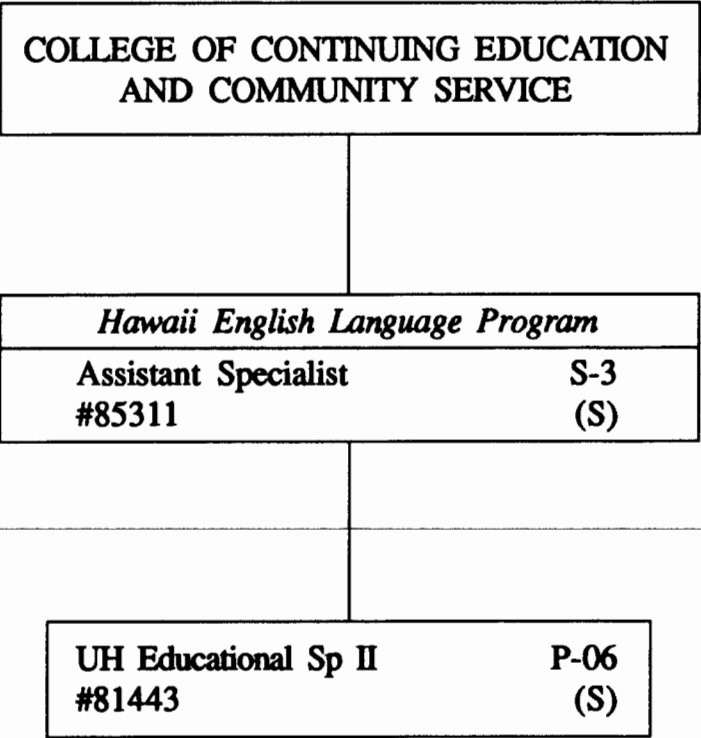 COLLEGE OF CONTINUING EDUCATION
AND COMMUNITY SERVICE
Hawaii English Language Program
Assistant Specialist S-3
#85311 (S)
UH Educational Sp II P-06
#81443 (S)